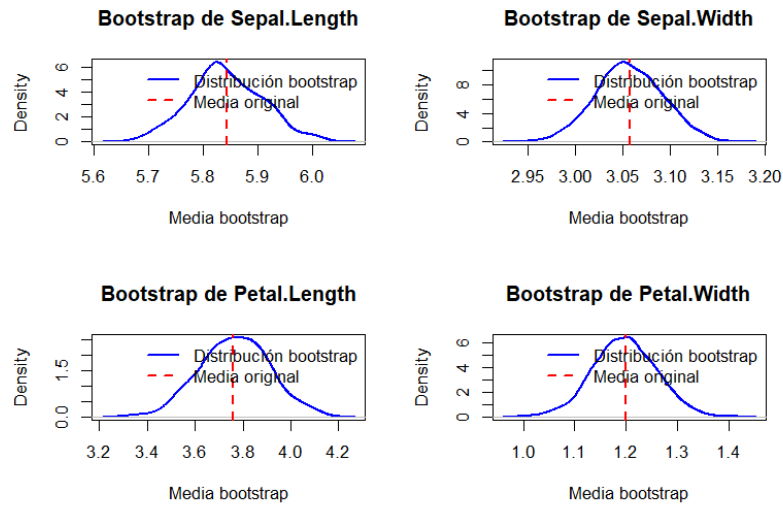 Bootstrap de Sepal.Length
Density
0 2 4 6
Distribución bootstrap
Media original
5.6 5.7 5.8 5.9 6.0
Media bootstrap
Bootstrap de Sepal.Width
Density
0 4 8
Distribución bootstrap
Media original
2.95 3.00 3.05 3.10 3.15 3.20
Media bootstrap
Bootstrap de Petal.Length
Density
0.0 1.5
Distribución bootstrap
Media original
3.2 3.4 3.6 3.8 4.0 4.2
Media bootstrap
Bootstrap de Petal.Width
Density
0 2 4 6
Distribución bootstrap
Media original
1.0 1.1 1.2 1.3 1.4
Media bootstrap